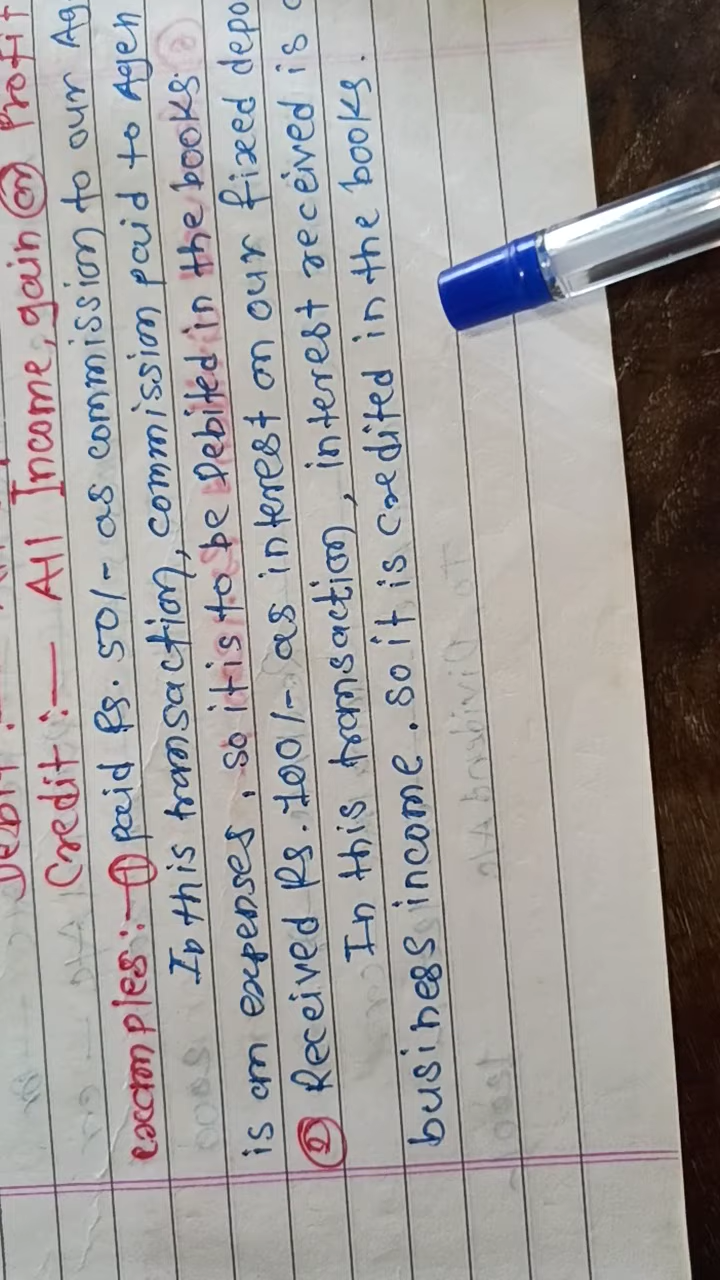 Debit :-
Credit :- All Income, gain or Profit
examples :- ① paid Rs. 50/- as commission to our Ag
In this transaction, commission paid to Agen
is an expenses, so it is to be Debited in the books.
② Received Rs. 100/- as interest on our fixed depo
In this transaction, interest received is
business income. so it is credited in the books.